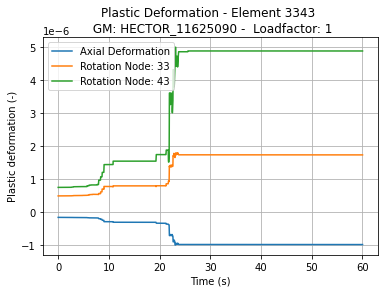 Plastic Deformation - Element 3343
GM: HECTOR_11625090 - Loadfactor: 1
1e−6
Axial Deformation
Rotation Node: 33
Rotation Node: 43
5
4
3
2
1
0
−1
Plastic deformation (-)
0 10 20 30 40 50 60
Time (s)